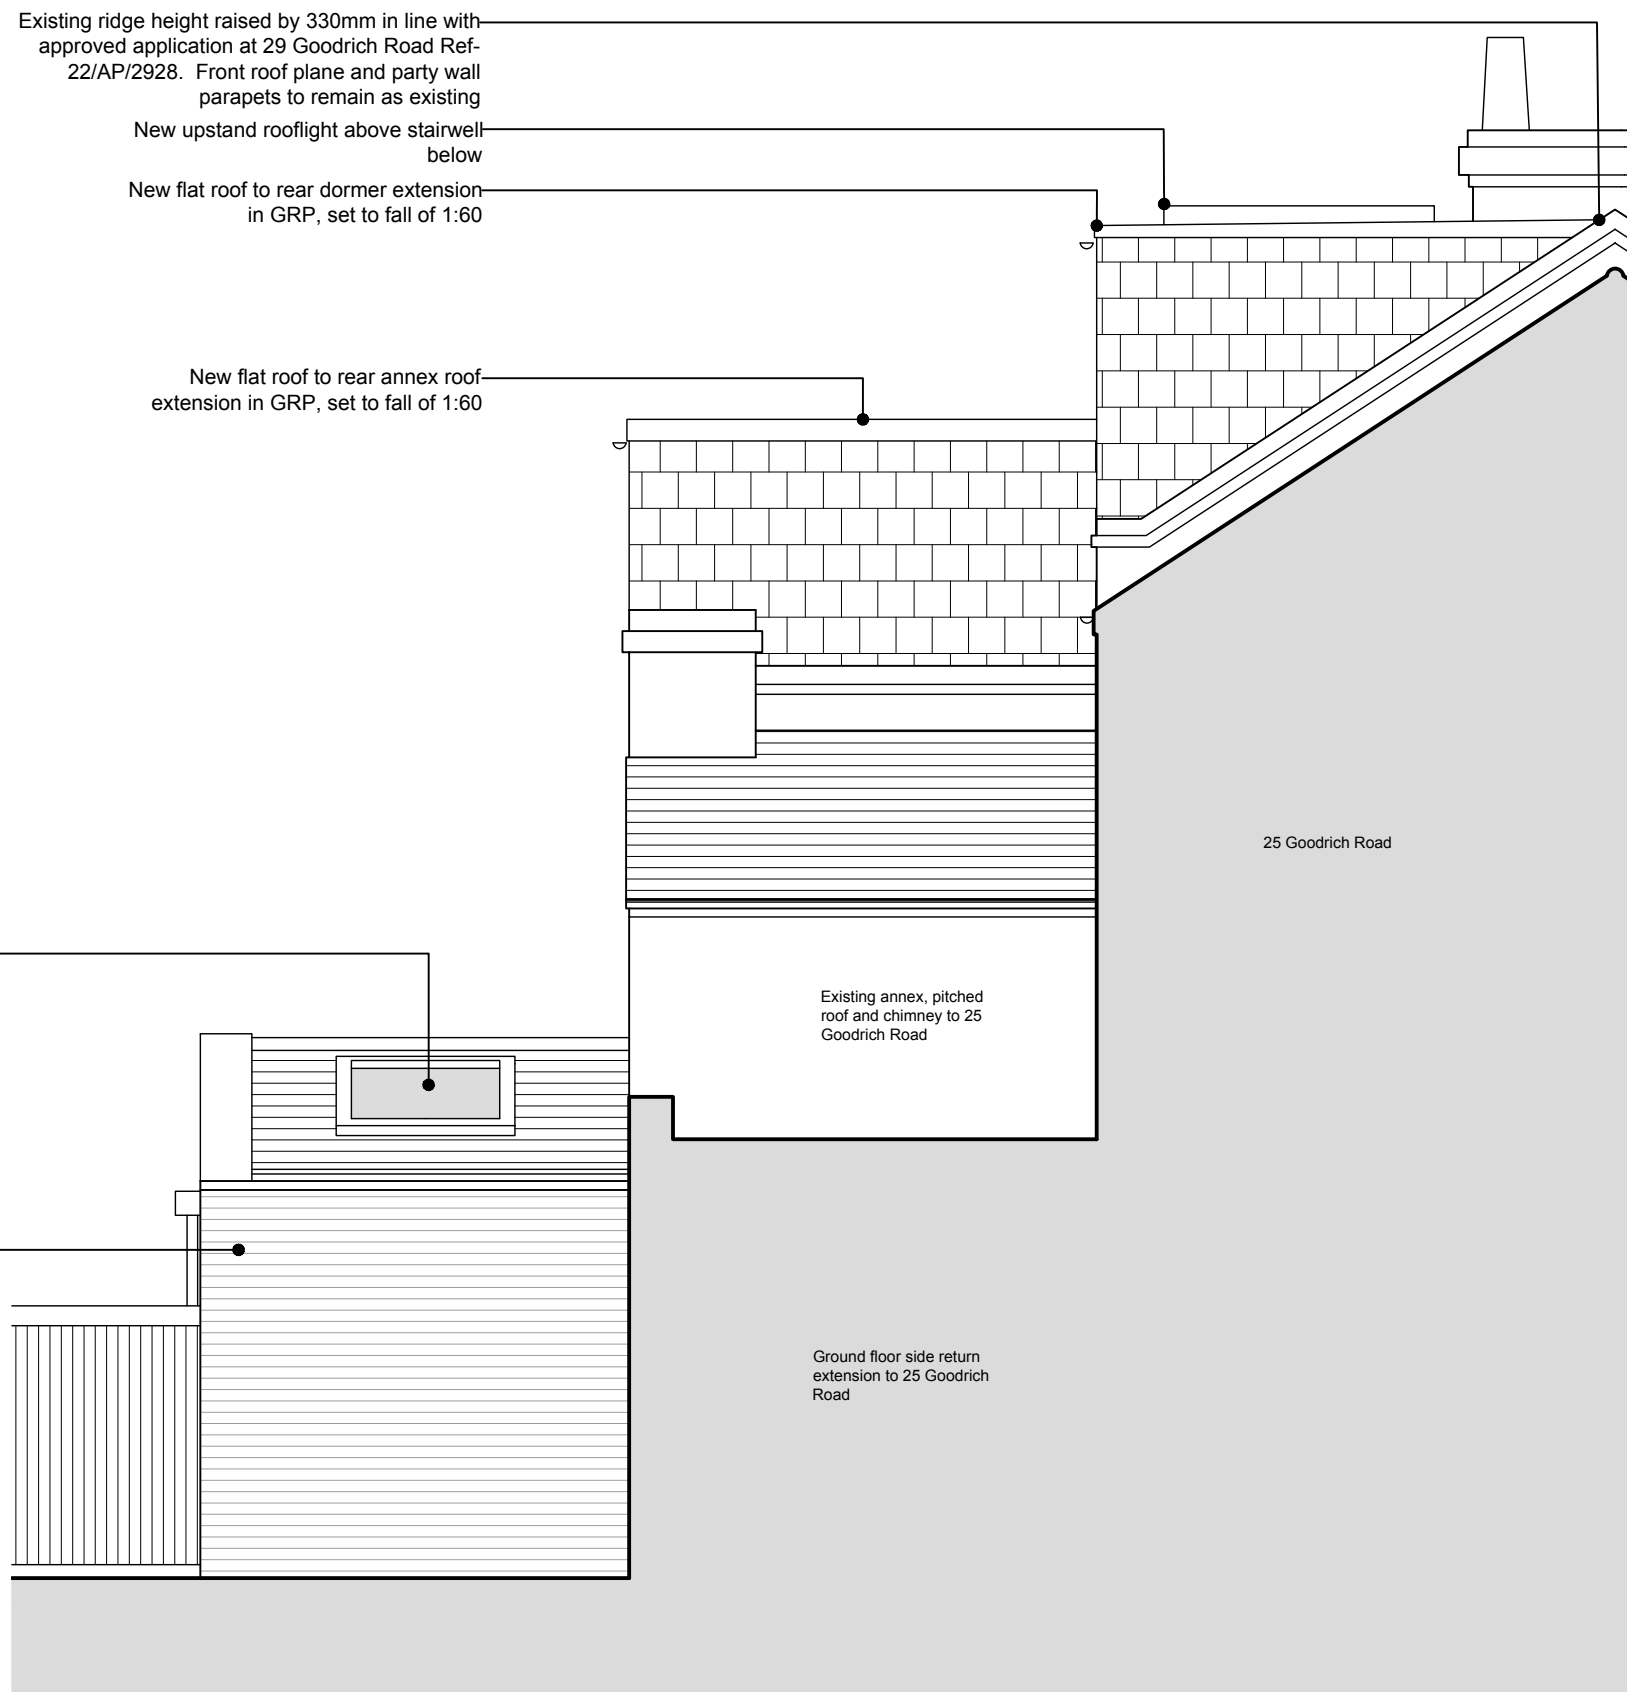 Existing ridge height raised by 330mm in line with
approved application at 29 Goodrich Road Ref-
22/AP/2928.  Front roof plane and party wall
parapets to remain as existing
New upstand rooflight above stairwell
below
New flat roof to rear dormer extension
in GRP, set to fall of 1:60
New flat roof to rear annex roof
extension in GRP, set to fall of 1:60
25 Goodrich Road
Existing annex, pitched
roof and chimney to 25
Goodrich Road
Ground floor side return
extension to 25 Goodrich
Road